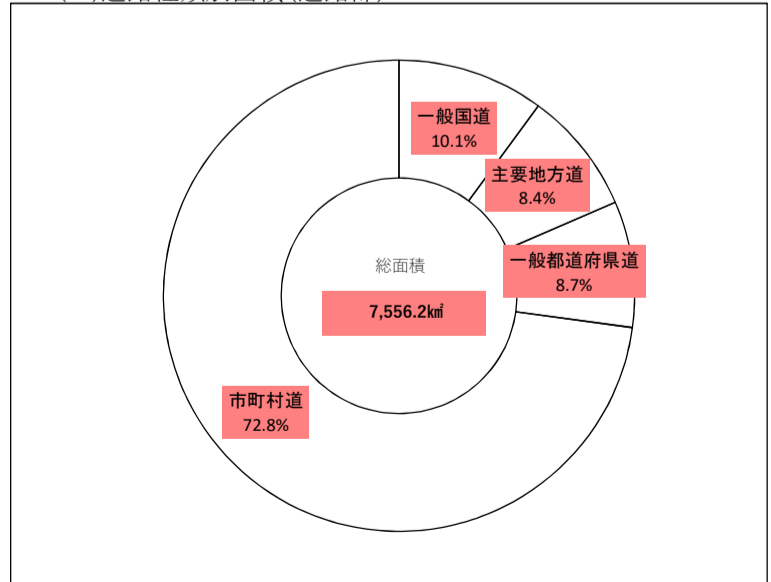 一般国道
10.1%
主要地方道
8.4%
一般都道府県道
8.7%
総面積
7,556.2㎢
市町村道
72.8%